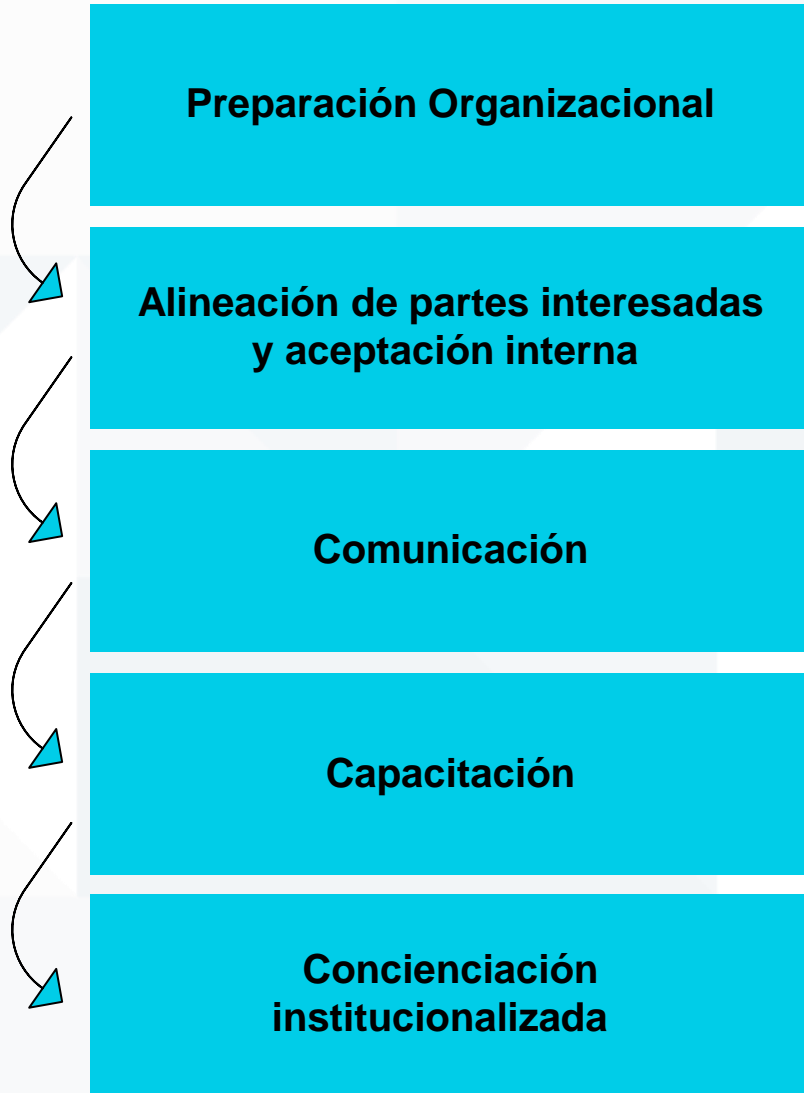 Preparación Organizacional
Alineación de partes interesadas
y aceptación interna
Comunicación
Capacitación
Concienciación
institucionalizada